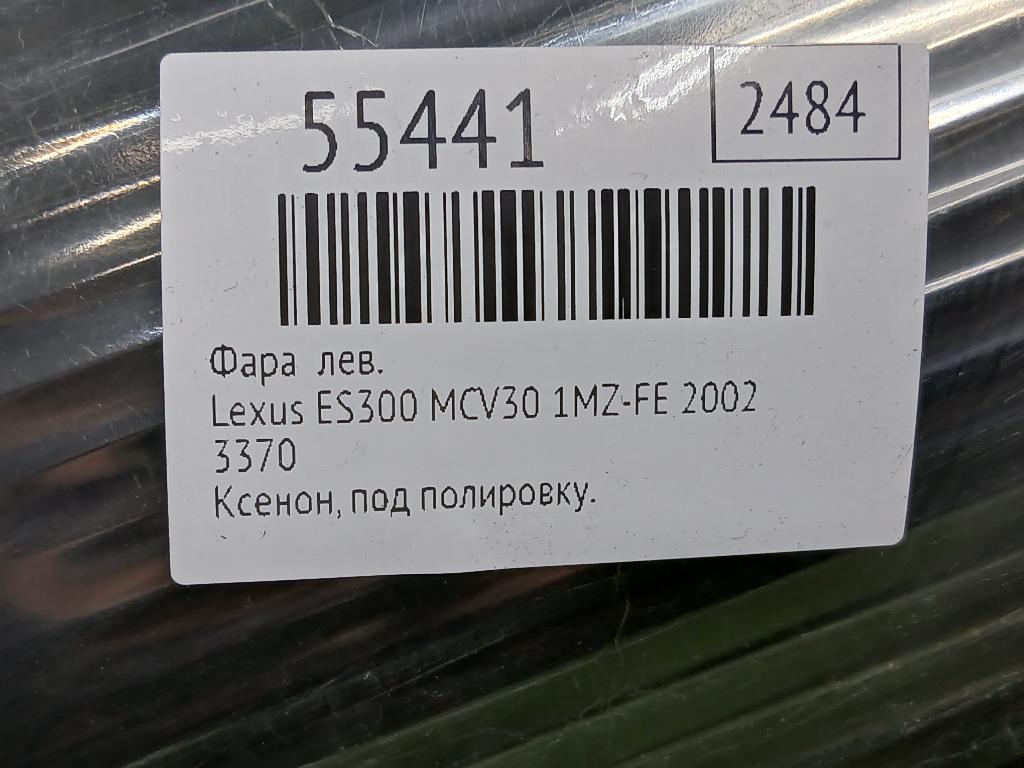 55441
2484
Фара лев.
Lexus ES300 MCV30 1MZ-FE 2002
3370
Ксенон, под полировку.